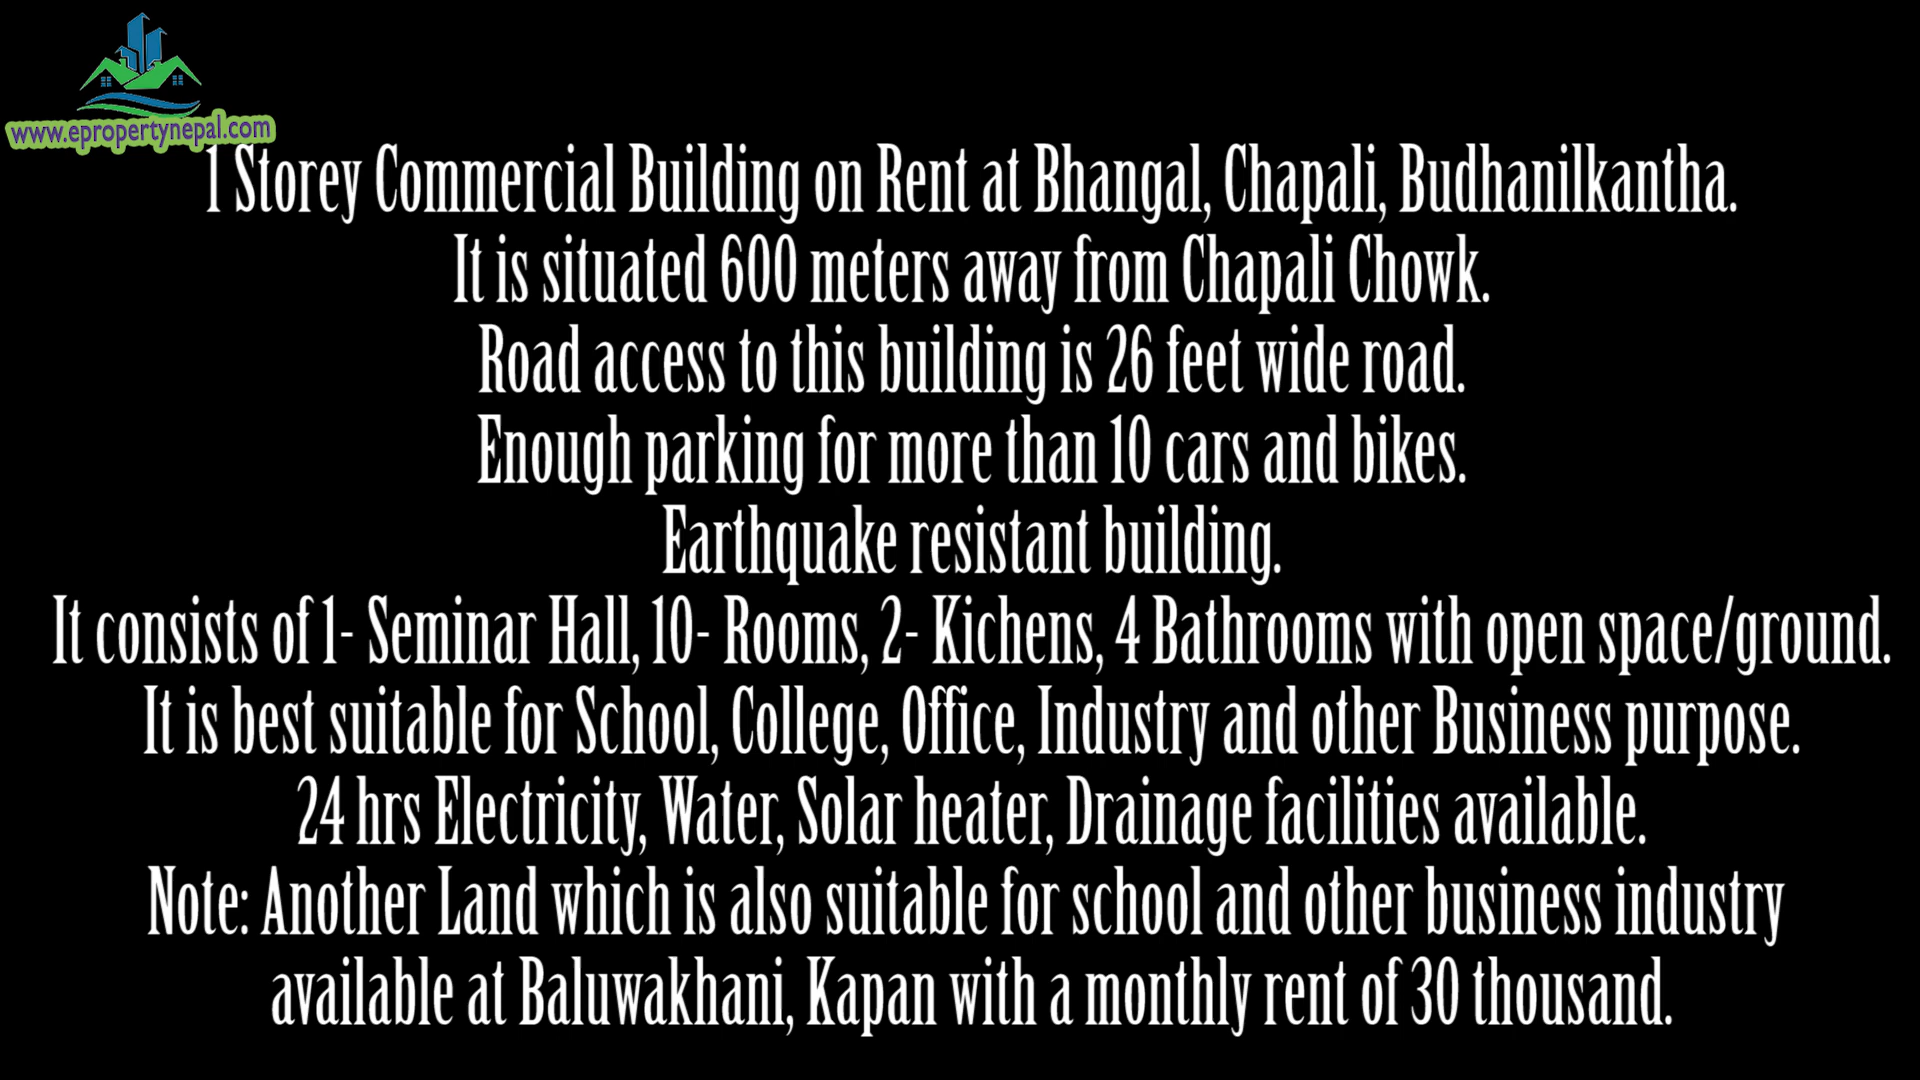 www.epropertynepal.com
1 Storey Commercial Building on Rent at Bhangal, Chapali, Budhanilkantha.
It is situated 600 meters away from Chapali Chowk.
Road access to this building is 26 feet wide road.
Enough parking for more than 10 cars and bikes.
Earthquake resistant building.
It consists of 1- Seminar Hall, 10- Rooms, 2- Kichens, 4 Bathrooms with open space/ground.
It is best suitable for School, College, Office, Industry and other Business purpose.
24 hrs Electricity, Water, Solar heater, Drainage facilities available.
Note: Another Land which is also suitable for school and other business industry
available at Baluwakhani, Kapan with a monthly rent of 30 thousand.